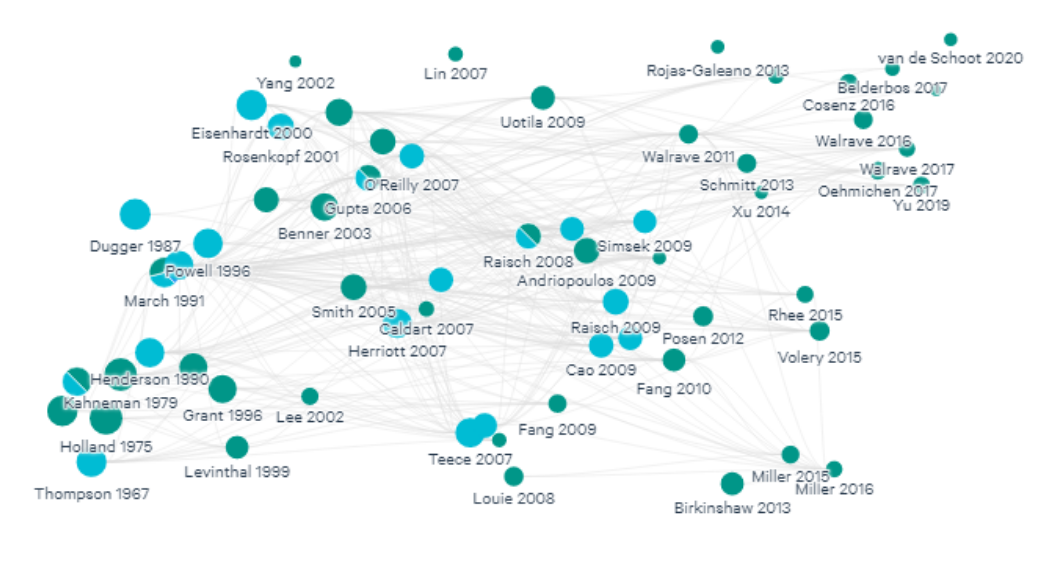 van de Schoot 2020
Lin 2007
Rojas-Galeano 2013
Yang 2002
Belderbos 2017
Cosenz 2016
Uotila 2009
Eisenhardt 2000
Walrave 2016
Rosenkopf 2001
Walrave 2011
Walrave 2017
O'Reilly 2007
Schmitt 2013
Oehmichen 2017
Yu 2019
Gupta 2006
Xu 2014
Benner 2003
Dugger 1987
Simsek 2009
Raisch 2008
Powell 1996
Andriopoulos 2009
March 1991
Smith 2005
Rhee 2015
Caldart 2007
Raisch 2009
Posen 2012
Herriott 2007
Volery 2015
Cao 2009
Henderson 1990
Fang 2010
Kahneman 1979
Grant 1996
Lee 2002
Fang 2009
Holland 1975
Teece 2007
Levinthal 1999
Miller 2015
Miller 2016
Thompson 1967
Louie 2008
Birkinshaw 2013